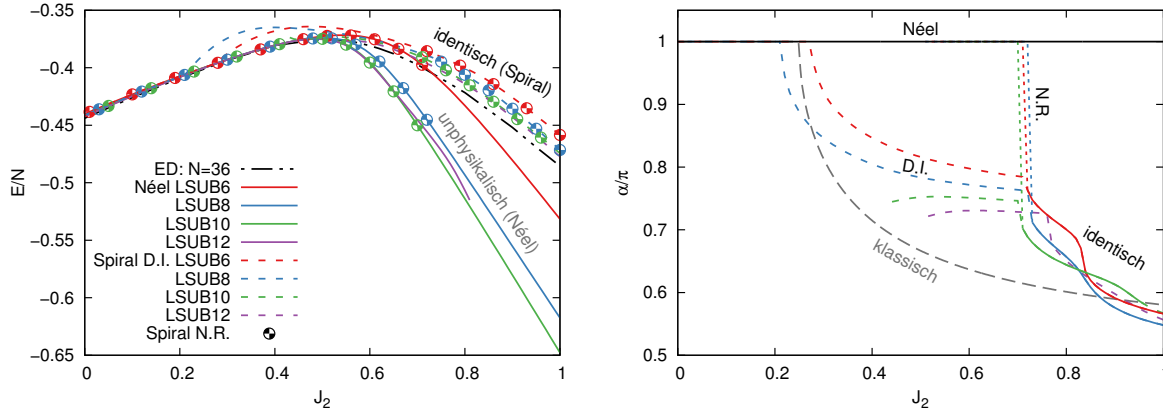 −0.35
−0.4
−0.45
−0.5
−0.55
−0.6
−0.65
E/N
0
0.2
0.4
0.6
0.8
1
J2
identisch (Spiral)
unphysikalisch (Néel)
ED: N=36
Néel LSUB6
LSUB8
LSUB10
LSUB12
Spiral D.I. LSUB6
LSUB8
LSUB10
LSUB12
Spiral N.R.
1
0.9
0.8
0.7
0.6
0.5
α/π
0
0.2
0.4
0.6
0.8
1
J2
Néel
N.R.
D.I.
identisch
klassisch